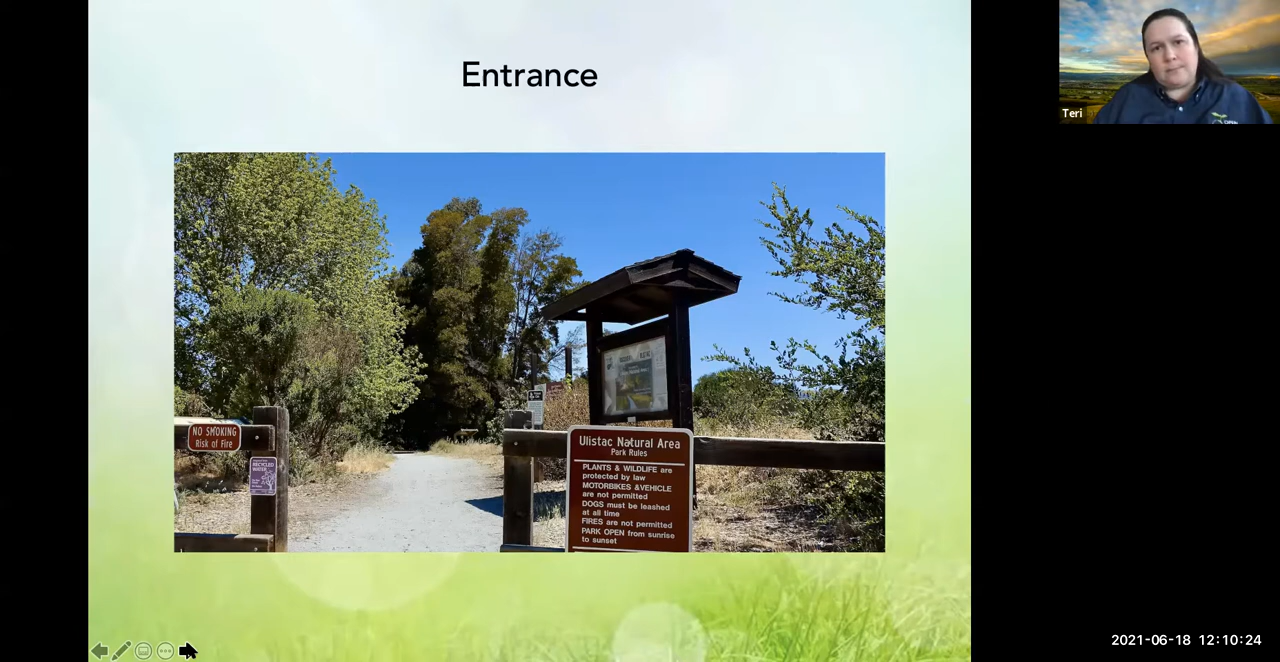 Entrance
Teri
NO SMOKING
Risk of Fire
RECYCLED
WATER
Ulistac Natural Area
Park Rules
PLANTS & WILDLIFE are
protected by law
MOTORBIKES &VEHICLE
are not permitted
DOGS must be leashed
at all time
FIRES are not permitted
PARK OPEN from sunrise
to sunset
2021-06-18 12:10:24